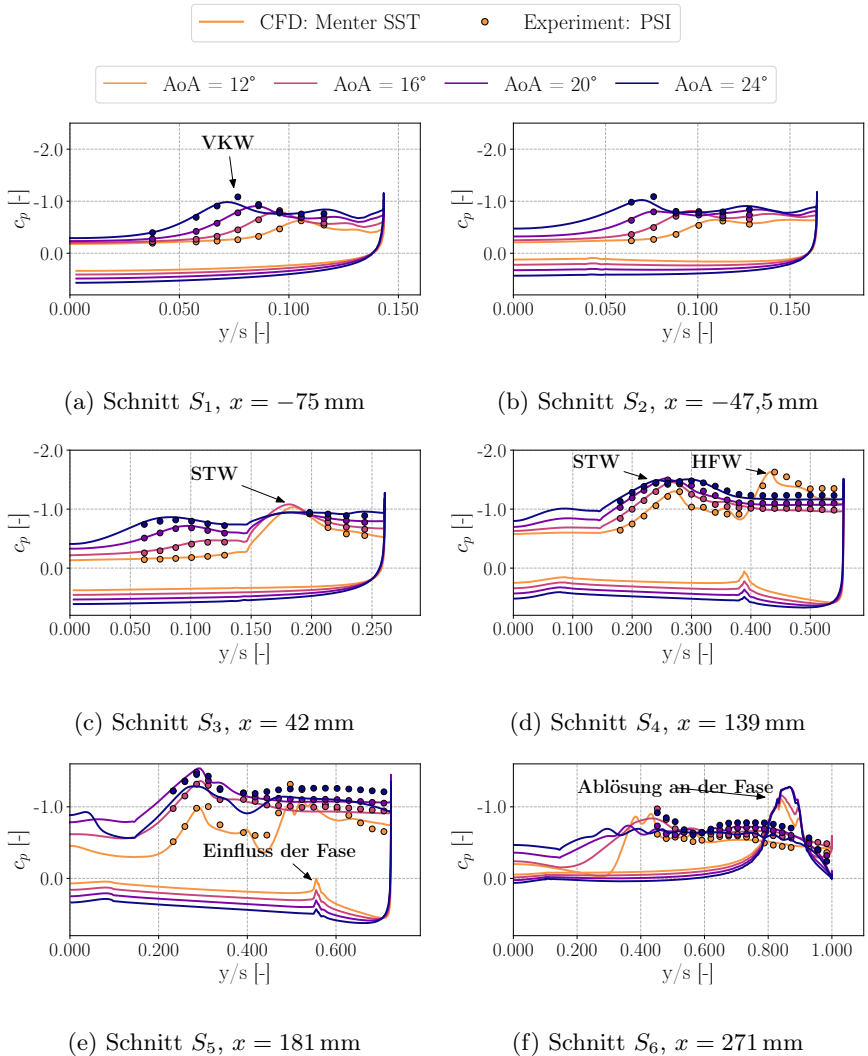 CFD: Menter SST Experiment: PSI
AoA = 12° AoA = 16° AoA = 20° AoA = 24°
VKW
-2.0
-1.0
0.0
c_p [-]
0.000 0.050 0.100 0.150
y/s [-]
(a) Schnitt S_1, x = −75 mm
-2.0
-1.0
0.0
c_p [-]
0.000 0.050 0.100 0.150
y/s [-]
(b) Schnitt S_2, x = −47,5 mm
STW
-2.0
-1.0
0.0
c_p [-]
0.000 0.050 0.100 0.150 0.200 0.250
y/s [-]
(c) Schnitt S_3, x = 42 mm
STW HFW
-2.0
-1.0
0.0
c_p [-]
0.000 0.100 0.200 0.300 0.400 0.500
y/s [-]
(d) Schnitt S_4, x = 139 mm
Einfluss der Fase
-1.0
0.0
c_p [-]
0.000 0.200 0.400 0.600
y/s [-]
(e) Schnitt S_5, x = 181 mm
Ablösung an der Fase
-1.0
0.0
c_p [-]
0.000 0.200 0.400 0.600 0.800 1.000
y/s [-]
(f) Schnitt S_6, x = 271 mm